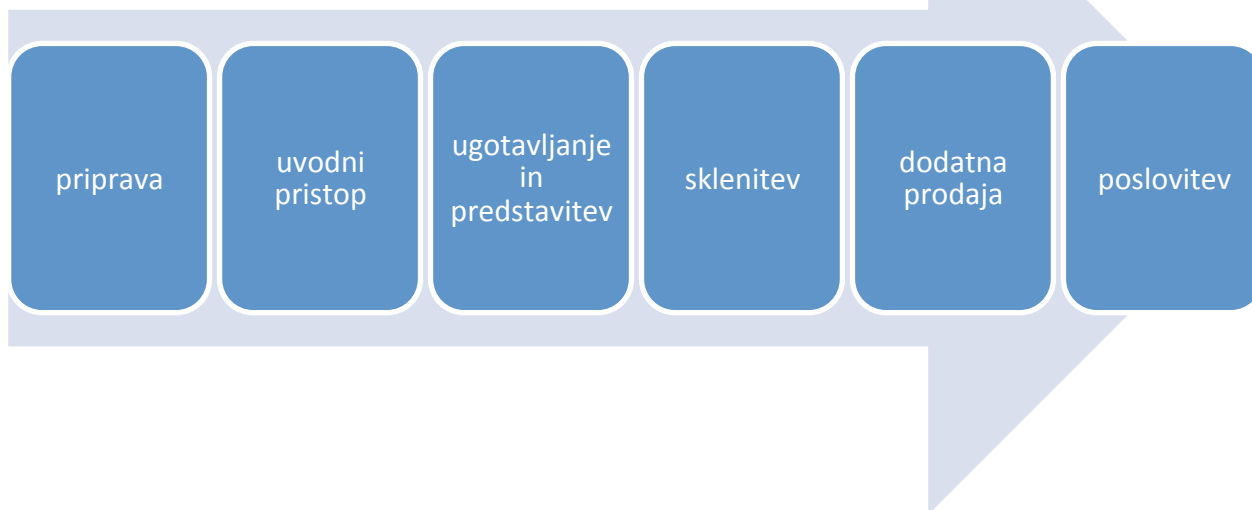 priprava
uvodni
pristop
ugotavljanje
in
predstavitev
sklenitev
dodatna
prodaja
poslovitev